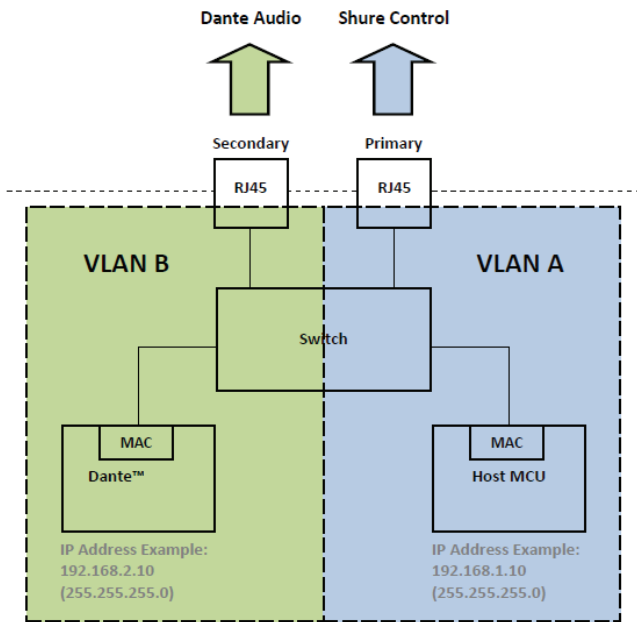 Dante Audio
Shure Control
Secondary
Primary
RJ45
RJ45
VLAN B
VLAN A
Switch
MAC
MAC
Dante™
Host MCU
IP Address Example:
192.168.2.10
(255.255.255.0)
IP Address Example:
192.168.1.10
(255.255.255.0)